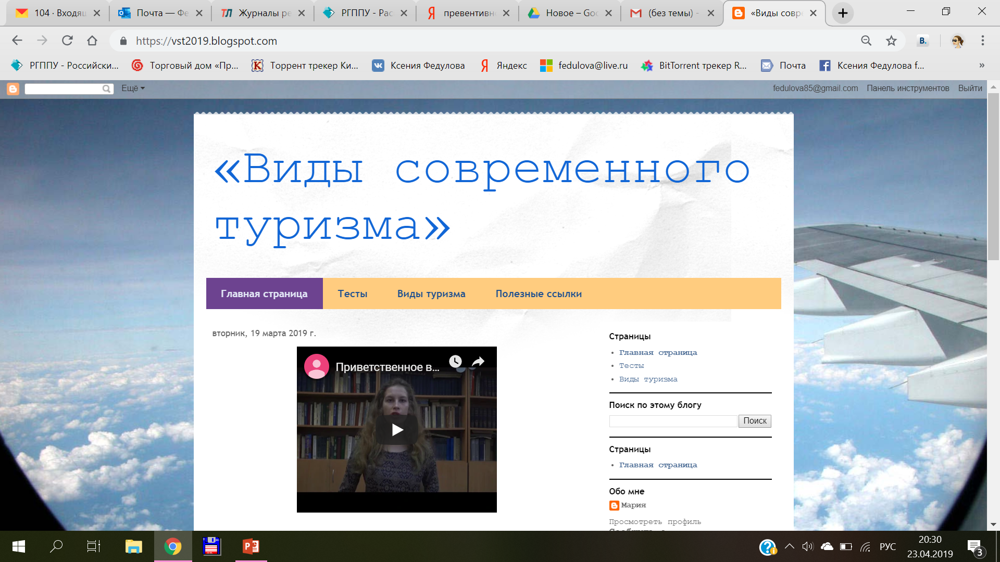 104 · Входящ
Почта — Фе
Журналы ре
РГППУ - Рас
превентивно
Новое – Goo
(без темы) -
«Виды совре
https://vst2019.blogspot.com
B.
РГППУ - Российски...
Торговый дом «Пр...
Торрент трекер Ки...
Ксения Федулова
Яндекс
fedulova@live.ru
BitTorrent трекер R...
Почта
Ксения Федулова f...
»
Ещё
fedulova85@gmail.com
Панель инструментов
Выйти
«Виды современного
туризма»
Главная страница
Тесты
Виды туризма
Полезные ссылки
вторник, 19 марта 2019 г.
Приветственное в...
Страницы
Главная страница
Тесты
Виды туризма
Поиск по этому блогу
Поиск
Страницы
Главная страница
Обо мне
Мария
Просмотреть профиль
РУС
20:30
23.04.2019
3